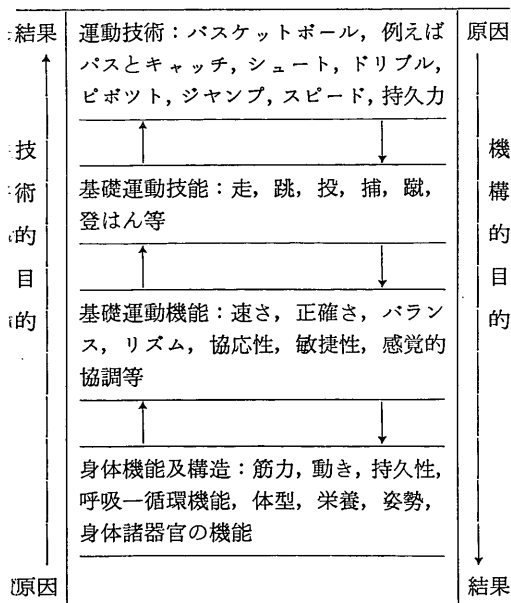 結果
技術的目的
原因
運動技術：バスケットボール，例えば
パスとキャッチ，シュート，ドリブル，
ピボツト，ジヤンプ，スピード，持久力
基礎運動技能：走，跳，投，捕，蹴，
登はん等
基礎運動機能：速さ，正確さ，バラン
ス，リズム，協応性，敏捷性，感覚的
協調等
身体機能及構造：筋力，動き，持久性，
呼吸一循環機能，体型，栄養，姿勢，
身体諸器官の機能
原因
機構的目的
結果